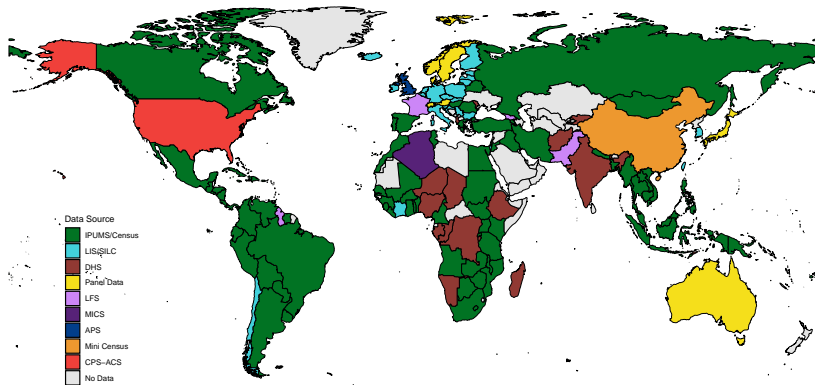 Data Source
IPUMS/Census
LIS/SILC
DHS
Panel Data
LFS
MICS
APS
Mini Census
CPS−ACS
No Data